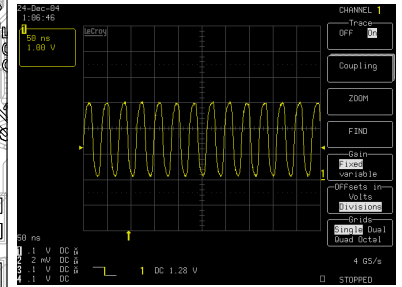 24-Dec-04
1:06:46
1
50 ns
1.00 V
LeCroy
CHANNEL 1
Trace
OFF On
Coupling
ZOOM
FIND
Gain
Fixed
variable
OFFsets in
Volts
Divisions
Grids
Single Dual
Quad Octal
1
50 ns
1 .1 V DC
2 2 mV DC
3 .1 V DC
4 .1 V DC
1 DC 1.28 V
4 GS/s
STOPPED